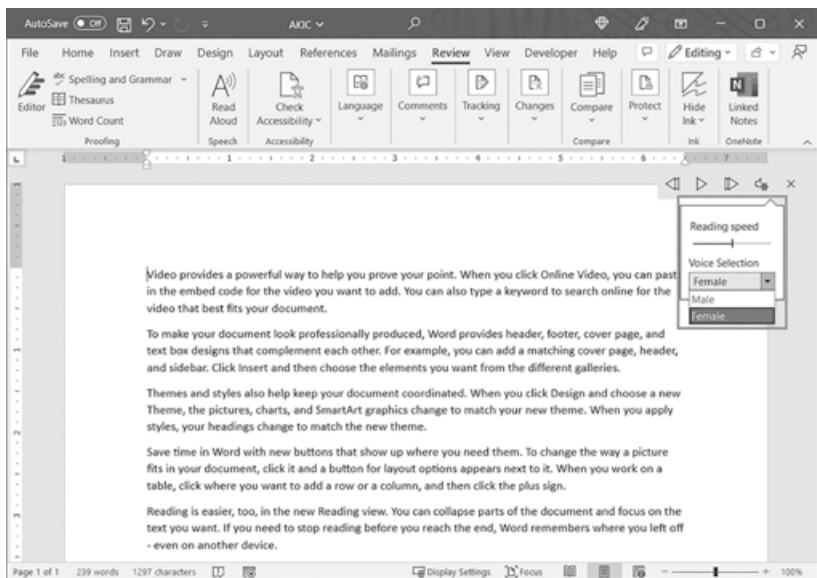 AutoSave Off AKIC
File Home Insert Draw Design Layout References Mailings Review View Developer Help Editing
Editor
abc Spelling and Grammar
Thesaurus
Word Count
Proofing
Read Aloud
Speech
Check Accessibility
Accessibility
Language
Comments
Tracking
Changes
Compare
Compare
Protect
Hide Ink
Ink
Linked Notes
OneNote
1 1 2 3 4 5 6 7
Reading speed
Voice Selection
Female
Male
Female
Video provides a powerful way to help you prove your point. When you click Online Video, you can past
in the embed code for the video you want to add. You can also type a keyword to search online for the
video that best fits your document.
To make your document look professionally produced, Word provides header, footer, cover page, and
text box designs that complement each other. For example, you can add a matching cover page, header,
and sidebar. Click Insert and then choose the elements you want from the different galleries.
Themes and styles also help keep your document coordinated. When you click Design and choose a new
Theme, the pictures, charts, and SmartArt graphics change to match your new theme. When you apply
styles, your headings change to match the new theme.
Save time in Word with new buttons that show up where you need them. To change the way a picture
fits in your document, click it and a button for layout options appears next to it. When you work on a
table, click where you want to add a row or a column, and then click the plus sign.
Reading is easier, too, in the new Reading view. You can collapse parts of the document and focus on the
text you want. If you need to stop reading before you reach the end, Word remembers where you left off
- even on another device.
Page 1 of 1 239 words 1297 characters Display Settings Focus 100%